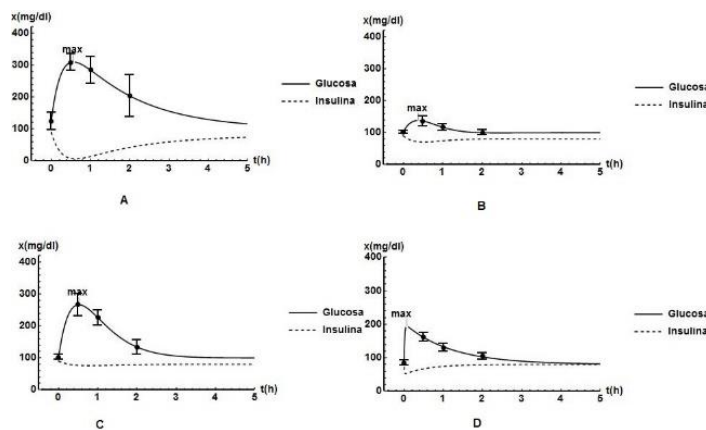 x(mg/dl)
400
max
300
200
100
0
0 1 2 3 4 5
t(h)
Glucosa
Insulina
A
x(mg/dl)
400
300
200
max
100
0
0 1 2 3 4 5
t(h)
Glucosa
Insulina
B
x(mg/dl)
400
300
max
200
100
0
0 1 2 3 4 5
t(h)
Glucosa
Insulina
C
x(mg/dl)
400
300
max
200
100
0
0 1 2 3 4 5
t(h)
Glucosa
Insulina
D